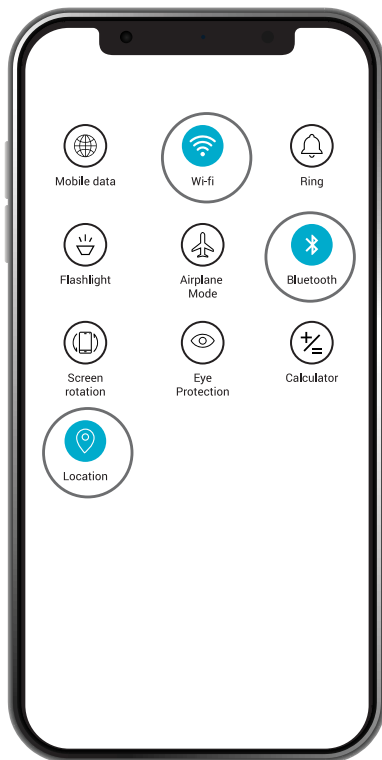 Mobile data
Wi-fi
Ring
Flashlight
Airplane
Mode
Bluetooth
Screen
rotation
Eye
Protection
Calculator
Location